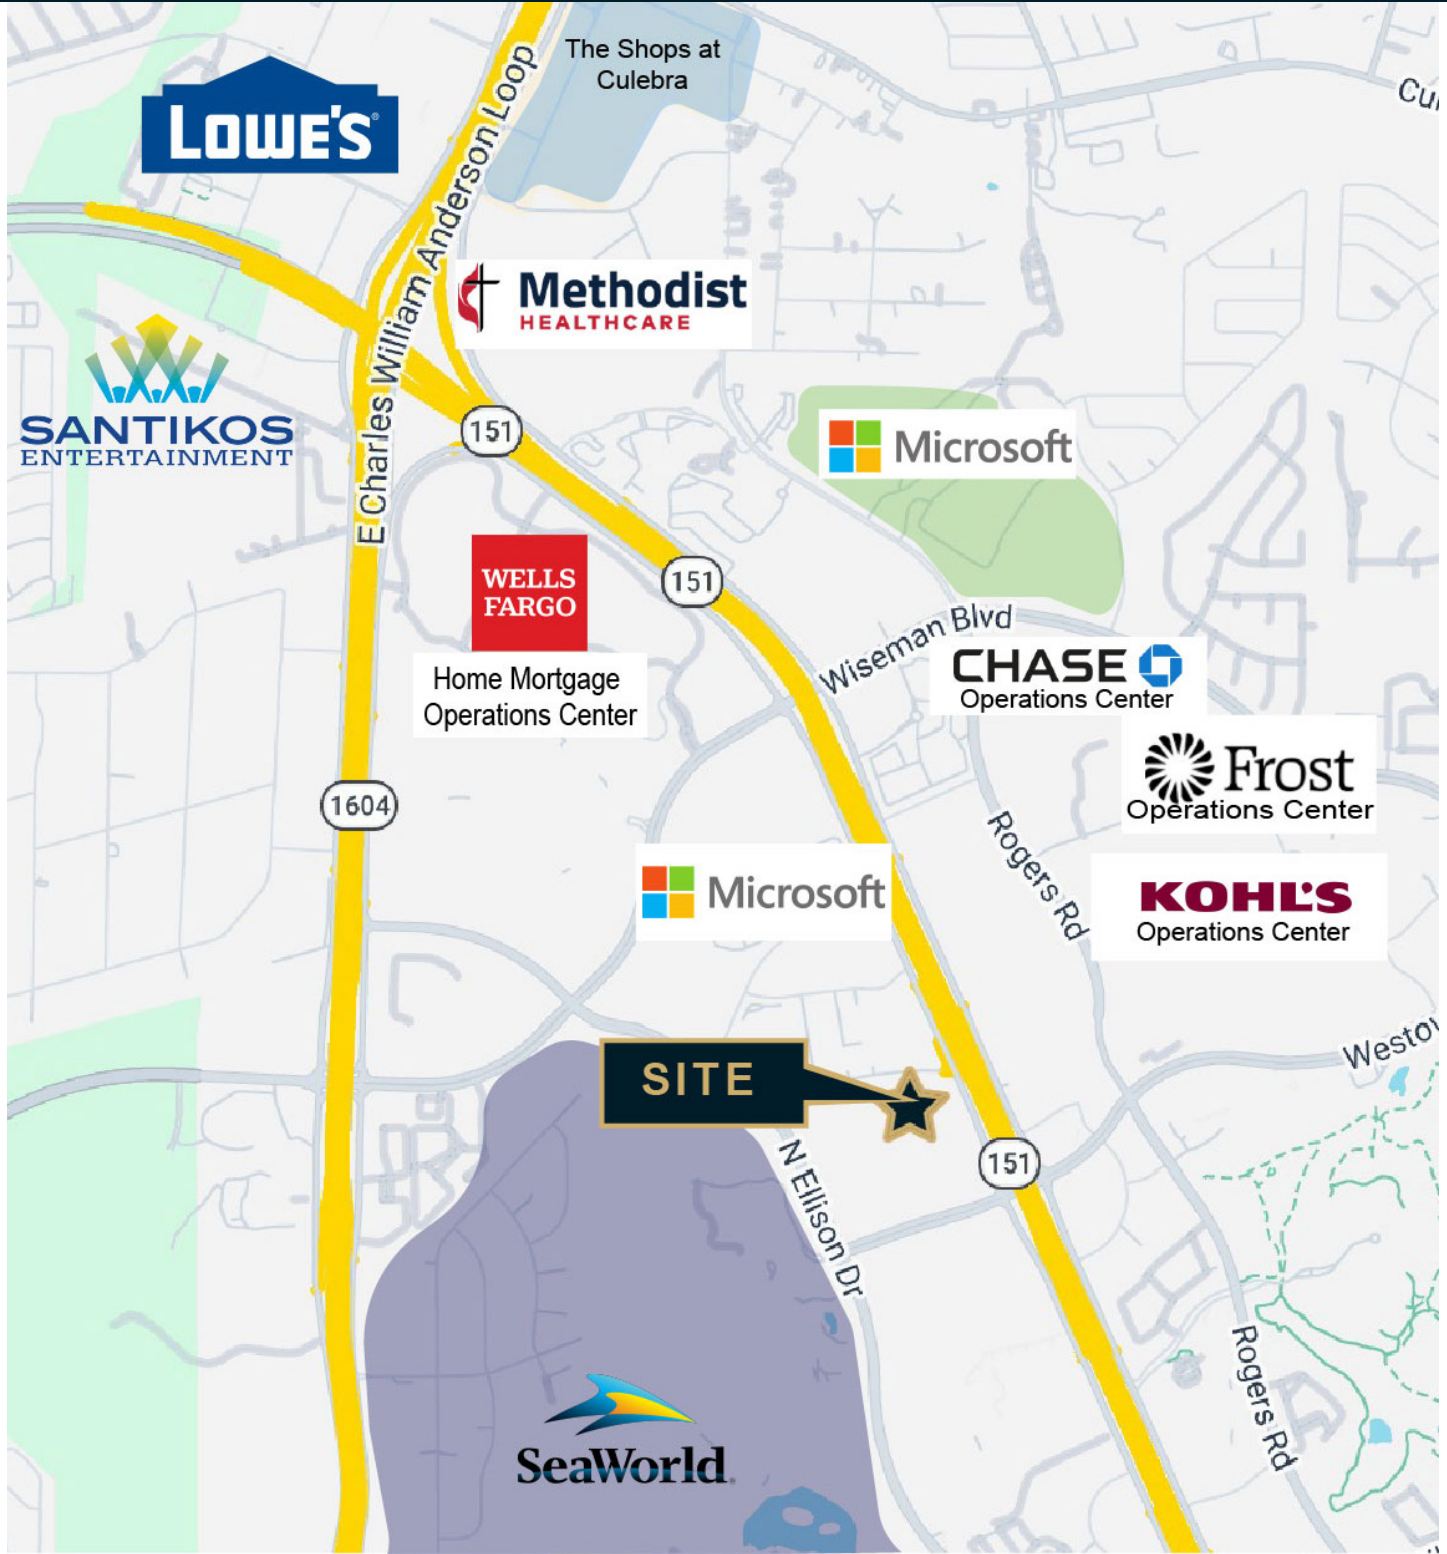 The Shops at
Culebra
Cu
LOWE'S
E Charles William Anderson Loop
Methodist
HEALTHCARE
SANTIKOS
ENTERTAINMENT
151
Microsoft
WELLS
FARGO
151
Home Mortgage
Operations Center
Wiseman Blvd
CHASE
Operations Center
Frost
Operations Center
1604
Rogers Rd
Microsoft
KOHL'S
Operations Center
Westo
SITE
151
N Ellison Dr
Rogers Rd
SeaWorld